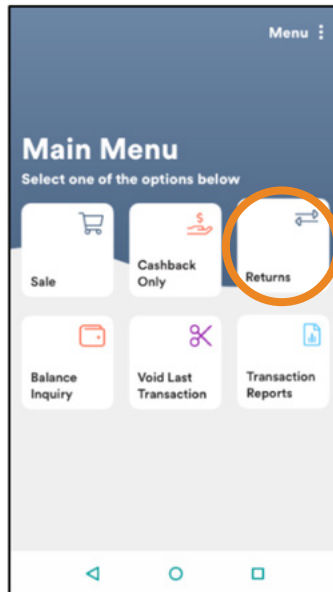 Menu
Main Menu
Select one of the options below
Sale
Cashback
Only
Returns
Balance
Inquiry
Void Last
Transaction
Transaction
Reports